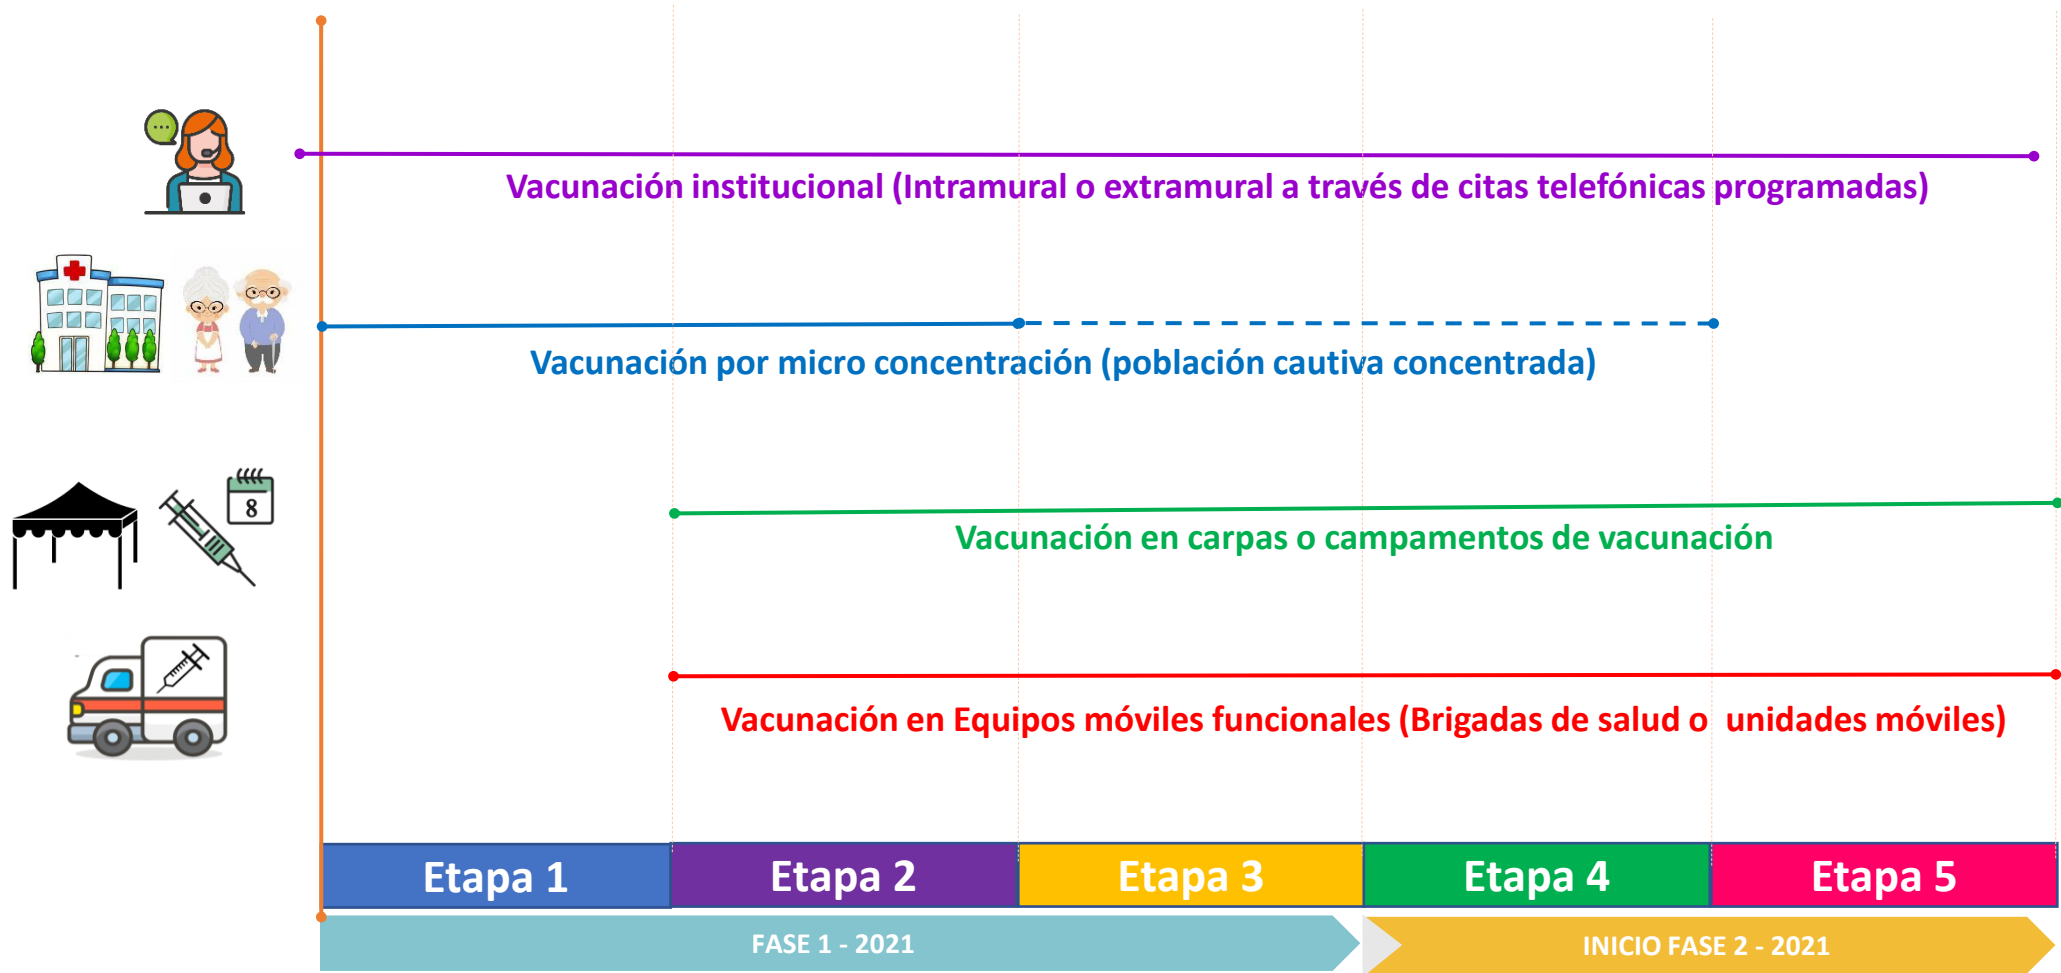 Vacunación institucional (Intramural o extramural a través de citas telefónicas programadas)
Vacunación por micro concentración (población cautiva concentrada)
8
Vacunación en carpas o campamentos de vacunación
Vacunación en Equipos móviles funcionales (Brigadas de salud o unidades móviles)
Etapa 1
Etapa 2
Etapa 3
Etapa 4
Etapa 5
FASE 1 - 2021
INICIO FASE 2 - 2021